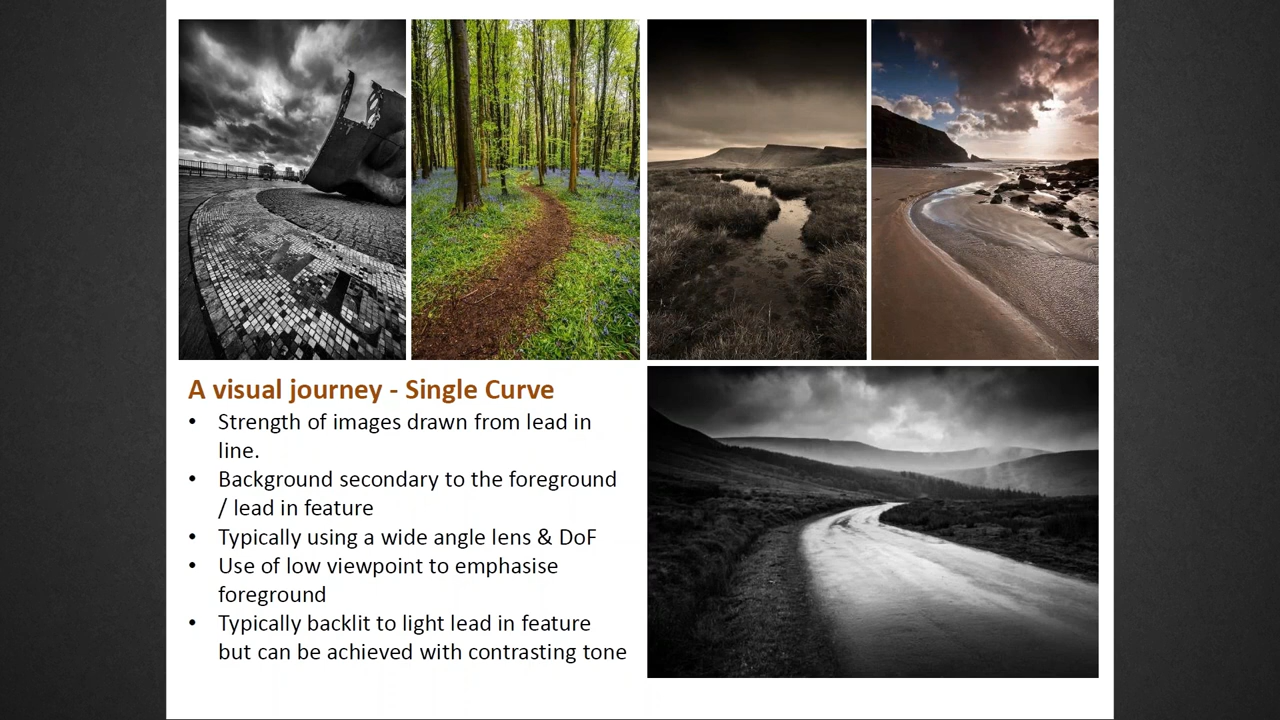 A visual journey - Single Curve
• Strength of images drawn from lead in
line.
• Background secondary to the foreground
/ lead in feature
• Typically using a wide angle lens & DoF
• Use of low viewpoint to emphasise
foreground
• Typically backlit to light lead in feature
but can be achieved with contrasting tone